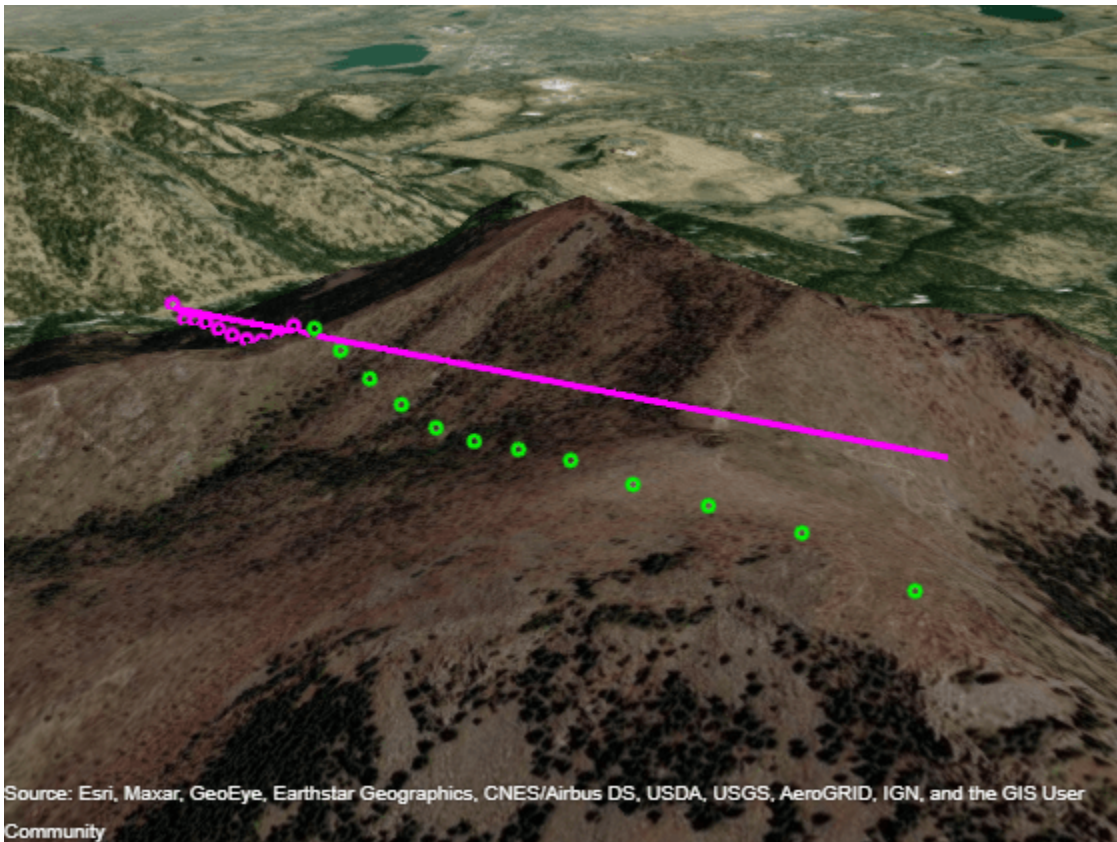 Source: Esri, Maxar, GeoEye, Earthstar Geographics, CNES/Airbus DS, USDA, USGS, AeroGRID, IGN, and the GIS User
Community